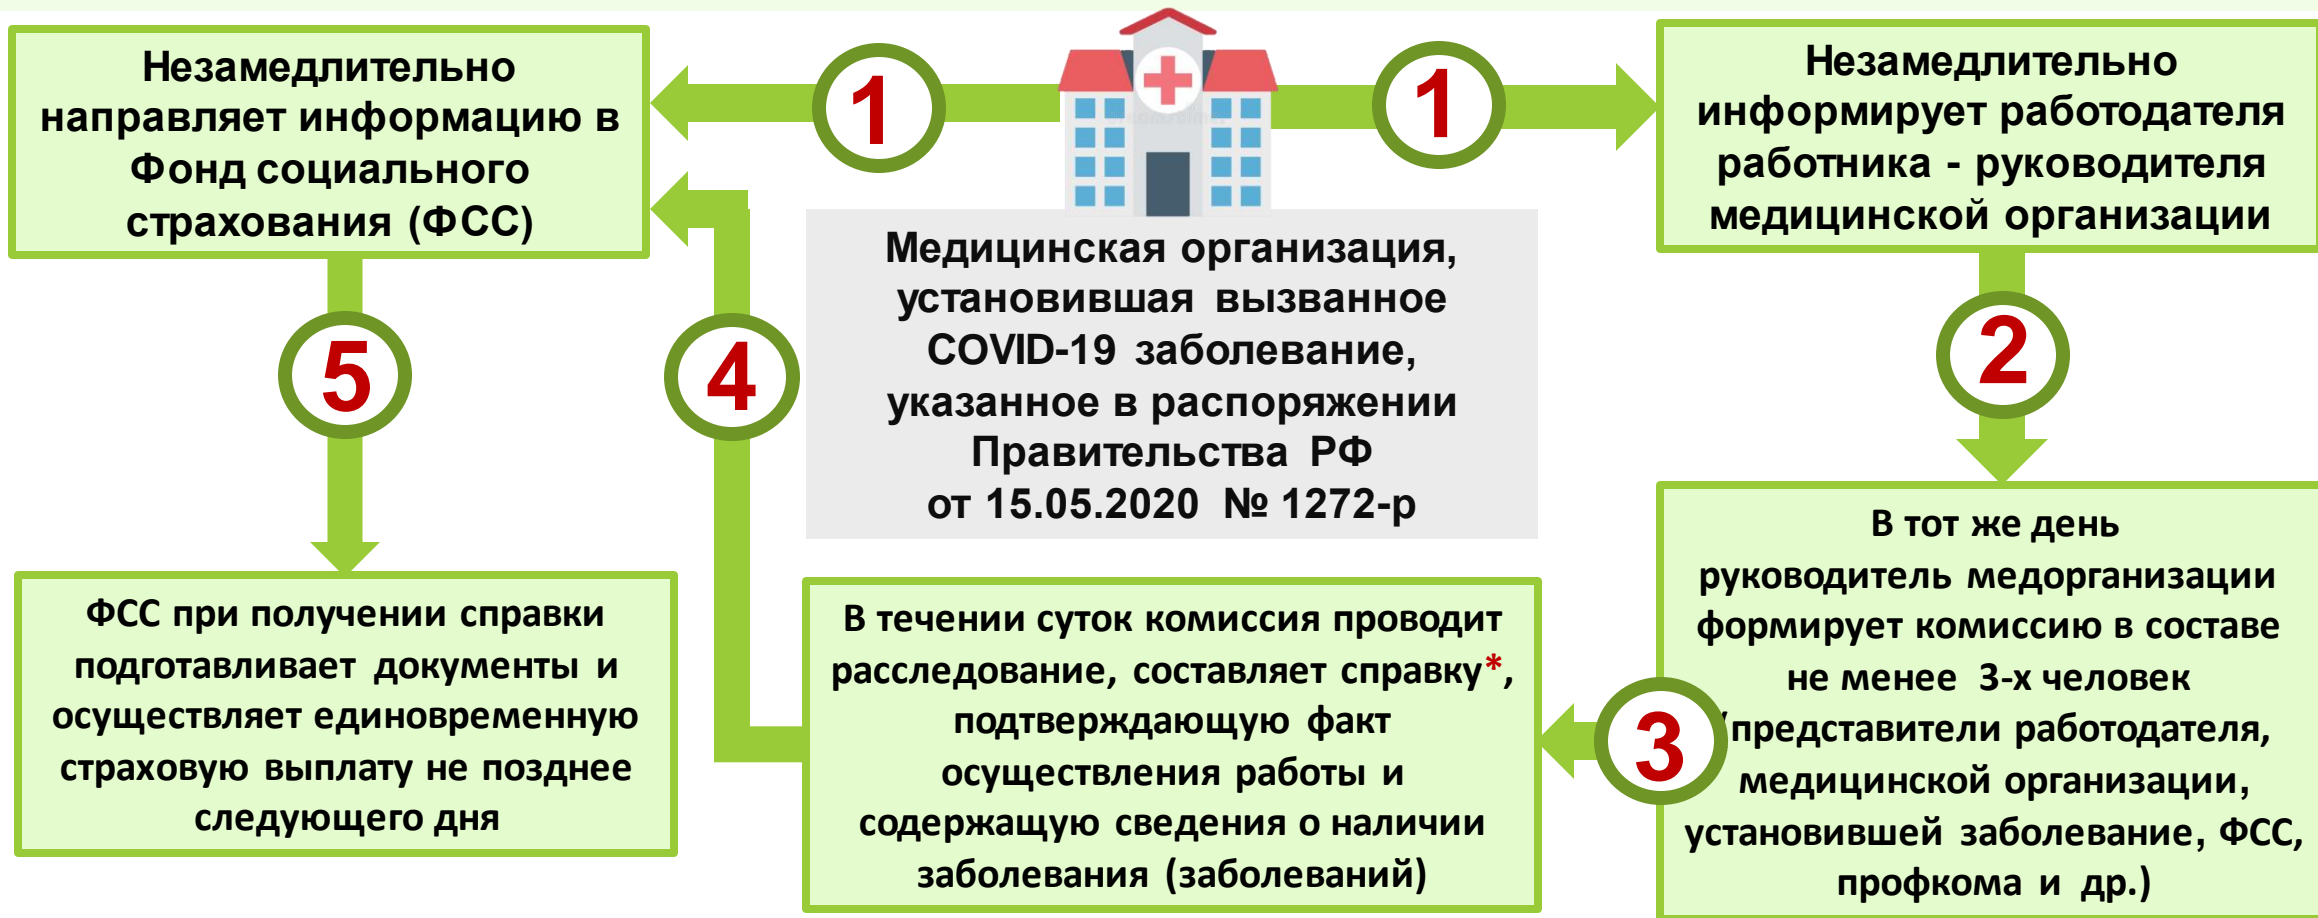 Незамедлительно
направляет информацию в
Фонд социального
страхования (ФСС)
1
1
Незамедлительно
информирует работодателя
работника - руководителя
медицинской организации
Медицинская организация,
установившая вызванное
COVID-19 заболевание,
указанное в распоряжении
Правительства РФ
от 15.05.2020 № 1272-р
2
В тот же день
руководитель медорганизации
формирует комиссию в составе
не менее 3-х человек
(представители работодателя,
медицинской организации,
установившей заболевание, ФСС,
профкома и др.)
3
В течении суток комиссия проводит
расследование, составляет справку*,
подтверждающую факт
осуществления работы и
содержащую сведения о наличии
заболевания (заболеваний)
4
5
ФСС при получении справки
подготавливает документы и
осуществляет единовременную
страховую выплату не позднее
следующего дня